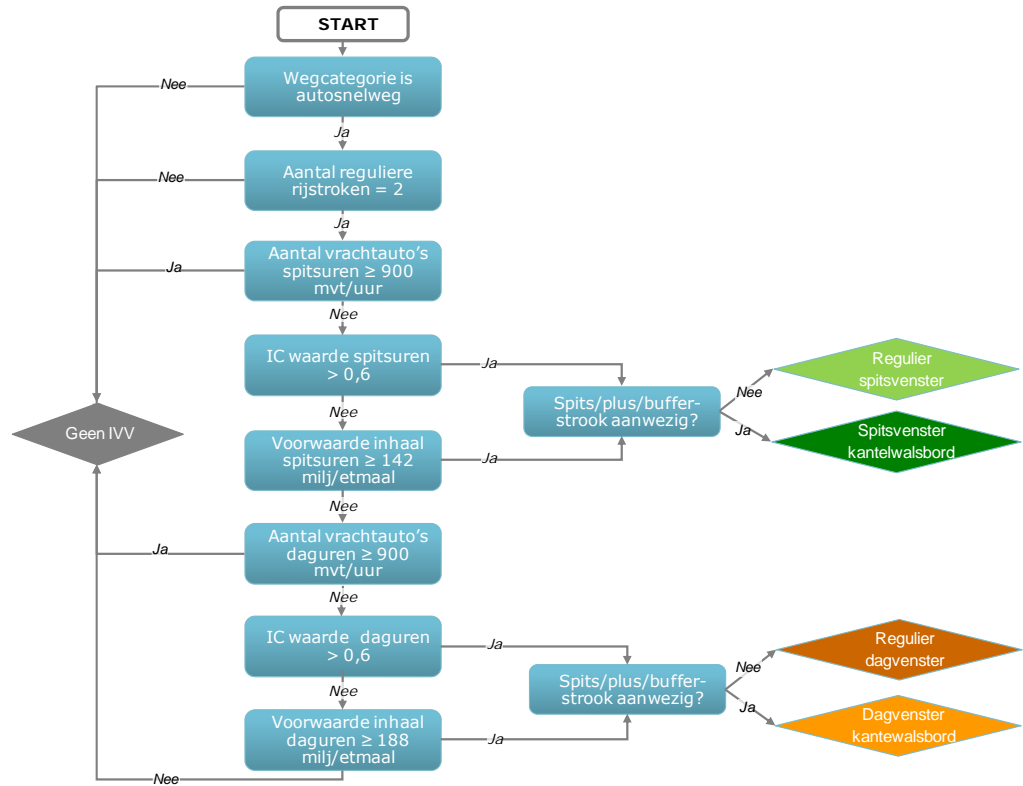 START
Wegcategorie is
autosnelweg
Nee
Ja
Aantal reguliere
rijstroken = 2
Nee
Ja
Aantal vrachtauto's
spitsuren ≥ 900
mvt/uur
Ja
Nee
IC waarde spitsuren
> 0,6
Ja
Nee
Spits/plus/buffer-
strook aanwezig?
Nee
Regulier
spitsvenster
Ja
Spitsvenster
kantelwalsbord
Geen IVV
Voorwaarde inhaal
spitsuren ≥ 142
milj/etmaal
Ja
Nee
Aantal vrachtauto's
daguren ≥ 900
mvt/uur
Ja
Nee
IC waarde daguren
> 0,6
Ja
Nee
Spits/plus/buffer-
strook aanwezig?
Nee
Regulier
dagvenster
Ja
Dagvenster
kantewalsbord
Voorwaarde inhaal
daguren ≥ 188
milj/etmaal
Ja
Nee